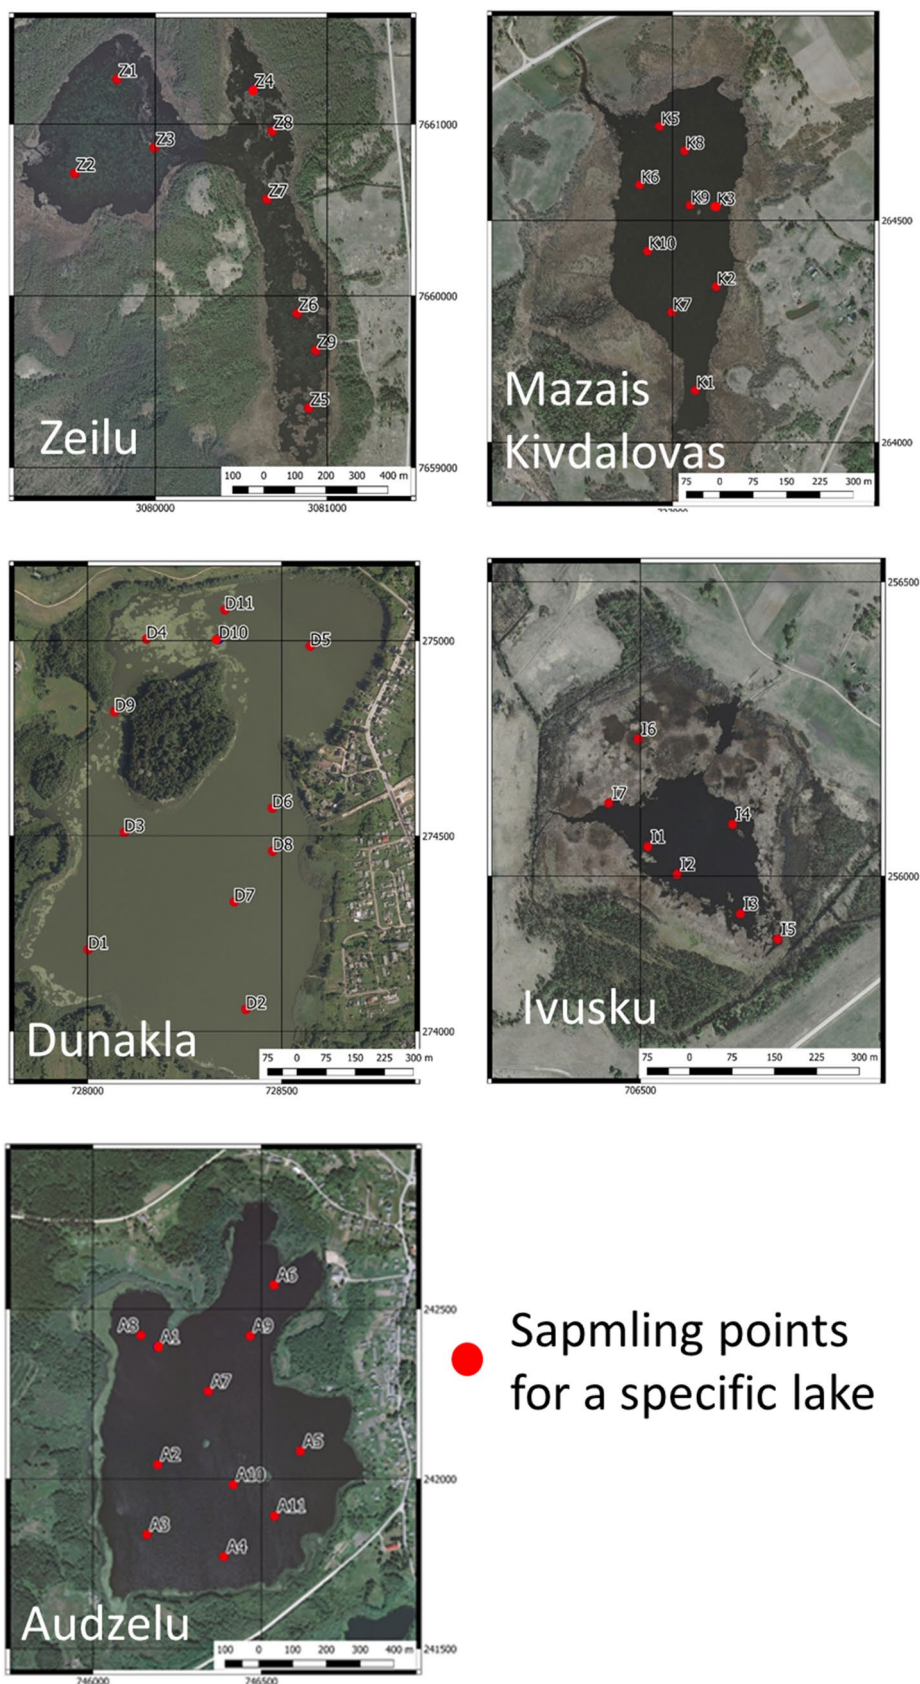 Z1
Z4
Z8
Z3
Z2
Z7
Z6
Z9
Z5
Zeilu
7661000
7660000
7659000
100 0 100 200 300 400 m
3080000 3081000
K5
K8
K6
K9 K3
K10
K2
K7
K1
Mazais
Kivdalovas
264500
264000
75 0 75 150 225 300 m
D11
D4 D10 D5
D9
D6
D3
D8
D7
D1
D2
Dunakla
275000
274500
274000
75 0 75 150 225 300 m
728000 728500
I6
I7
I4
I1
I2
I3
I5
Ivusku
256500
256000
75 0 75 150 225 300 m
706500
A6
A8 A1 A9
A7
A5
A2
A10
A11
A3
A4
Audzelu
242500
242000
241500
100 0 100 200 300 400 m
746000 746500
Sapmling points
for a specific lake